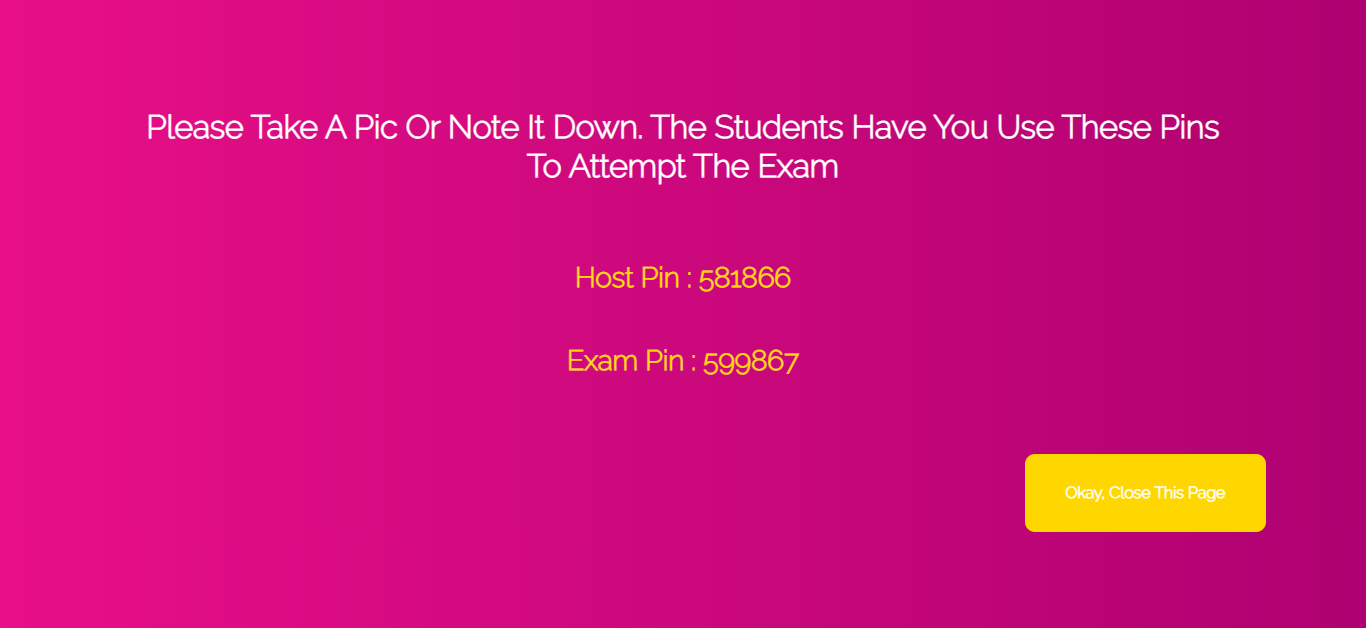 Please Take A Pic Or Note It Down. The Students Have You Use These Pins
To Attempt The Exam
Host Pin : 581866
Exam Pin : 599867
Okay, Close This Page